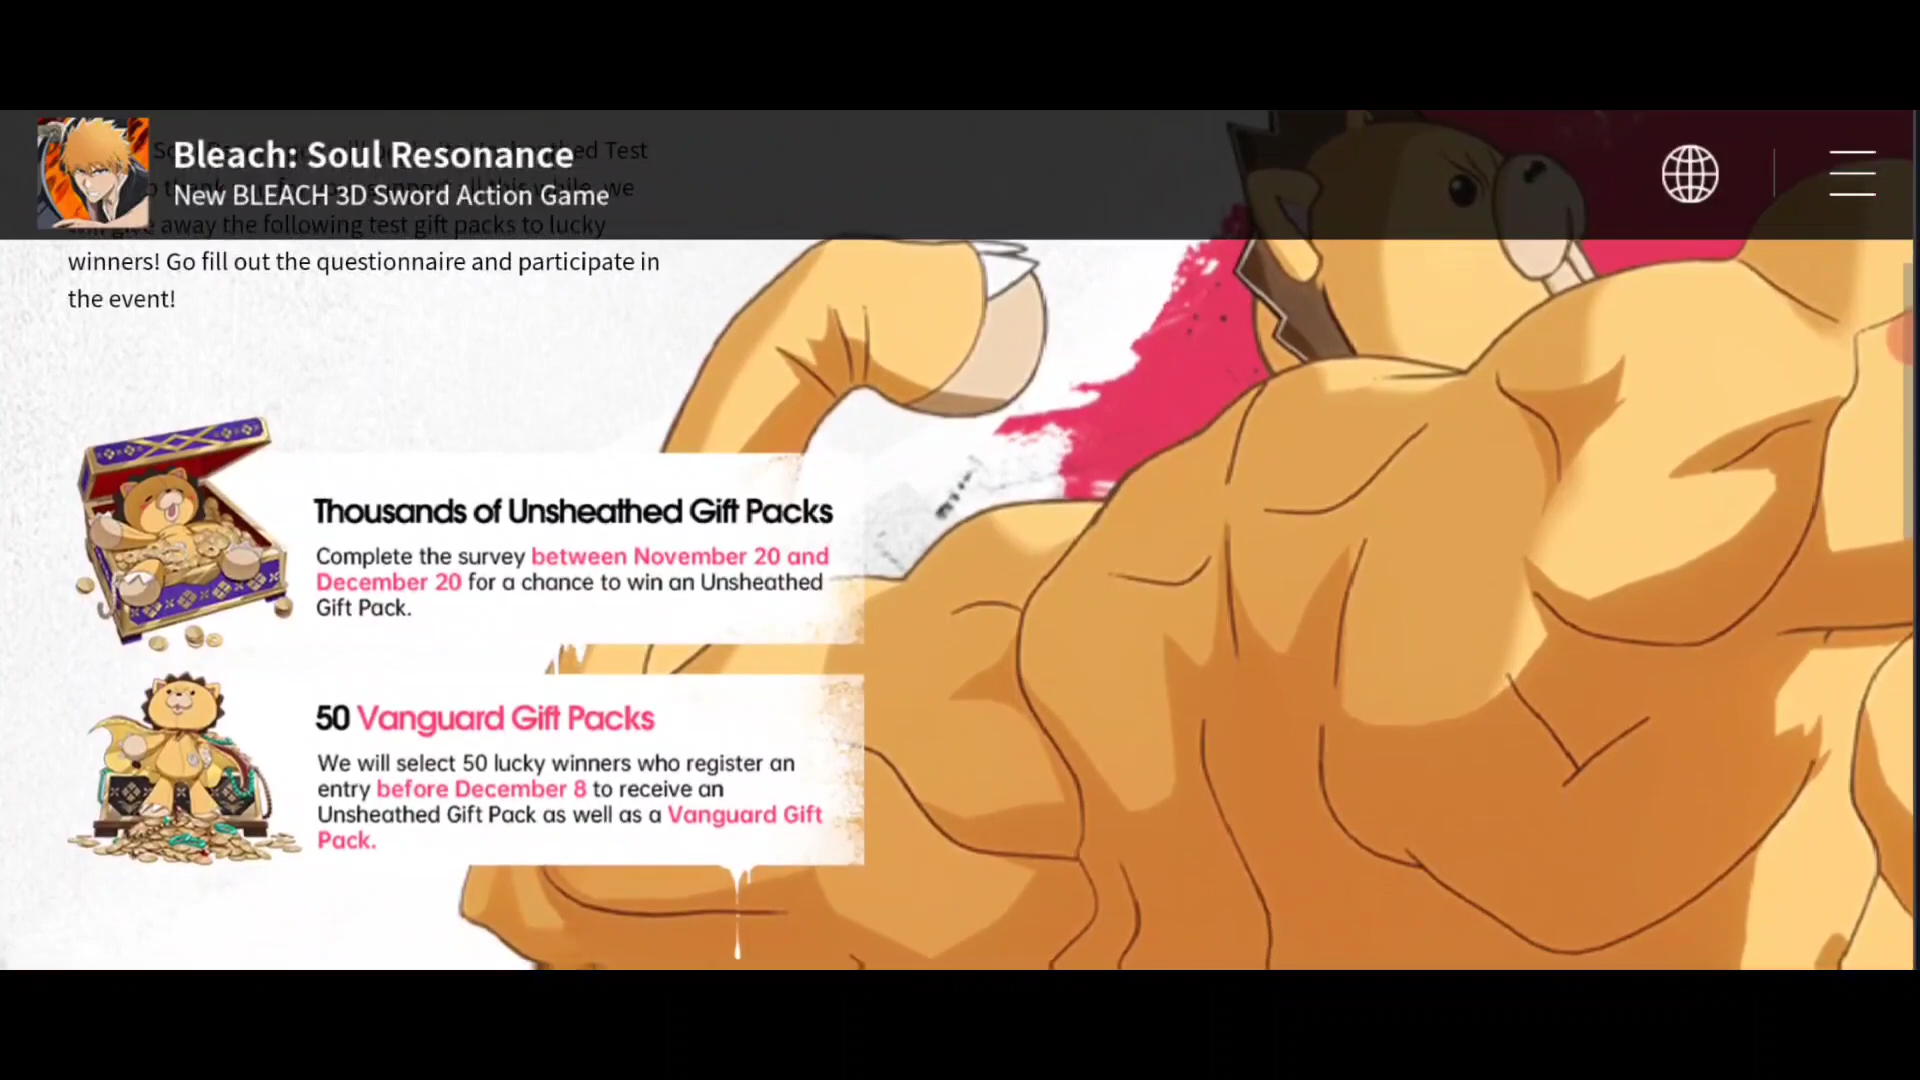 Bleach: Soul Resonance
New BLEACH 3D Sword Action Game
away the following test gift packs to lucky
winners! Go fill out the questionnaire and participate in
the event!
Thousands of Unsheathed Gift Packs
Complete the survey between November 20 and
December 20 for a chance to win an Unsheathed
Gift Pack.
50 Vanguard Gift Packs
We will select 50 lucky winners who register an
entry before December 8 to receive an
Unsheathed Gift Pack as well as a Vanguard Gift
Pack.